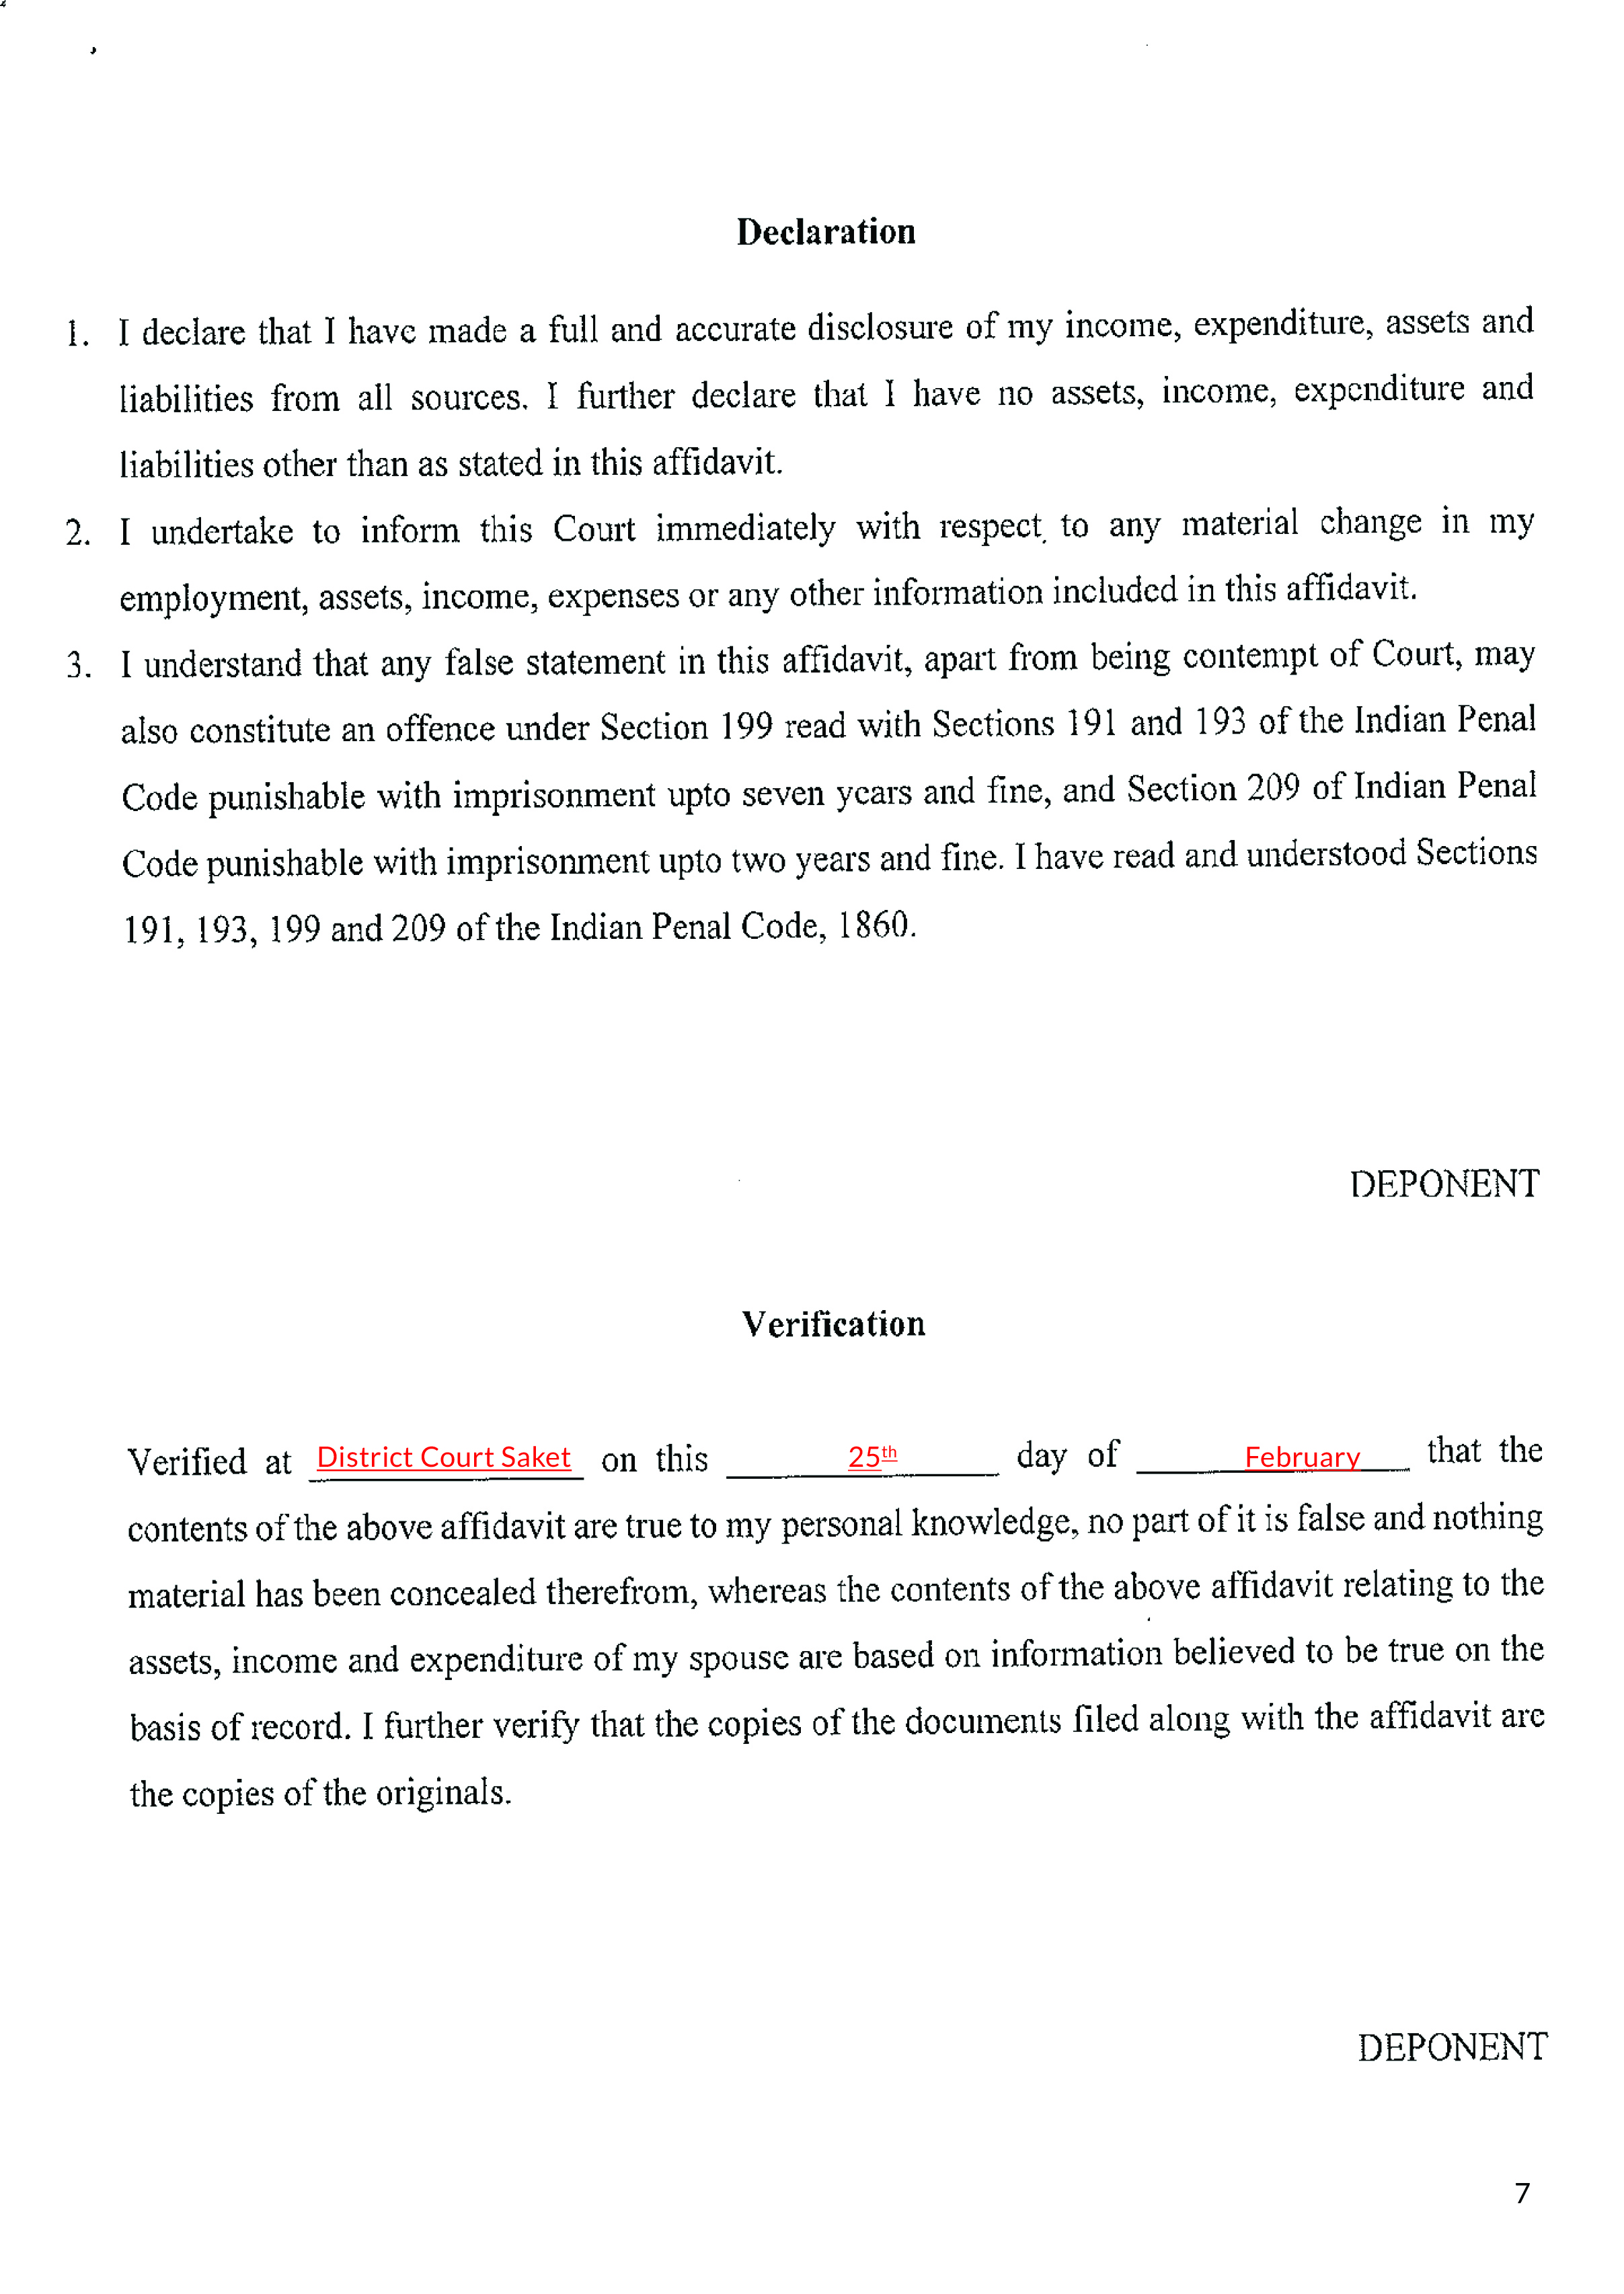 Declaration
1. I declare that I have made a full and accurate disclosure of my income, expenditure, assets and
liabilities from all sources. I further declare that I have no assets, income, expenditure and
liabilities other than as stated in this affidavit.
2. I undertake to inform this Court immediately with respect to any material change in my
employment, assets, income, expenses or any other information included in this affidavit.
3. I understand that any false statement in this affidavit, apart from being contempt of Court, may
also constitute an offence under Section 199 read with Sections 191 and 193 of the Indian Penal
Code punishable with imprisonment upto seven years and fine, and Section 209 of Indian Penal
Code punishable with imprisonment upto two years and fine. I have read and understood Sections
191, 193, 199 and 209 of the Indian Penal Code, 1860.
DEPONENT
Verification
Verified at District Court Saket on this 25th day of February that the
contents of the above affidavit are true to my personal knowledge, no part of it is false and nothing
material has been concealed therefrom, whereas the contents of the above affidavit relating to the
assets, income and expenditure of my spouse are based on information believed to be true on the
basis of record. I further verify that the copies of the documents filed along with the affidavit are
the copies of the originals.
DEPONENT
7